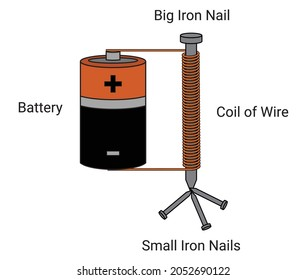 Big Iron Nail
+
Battery
Coil of Wire
-
Small Iron Nails
shutterstock.com · 2052690122